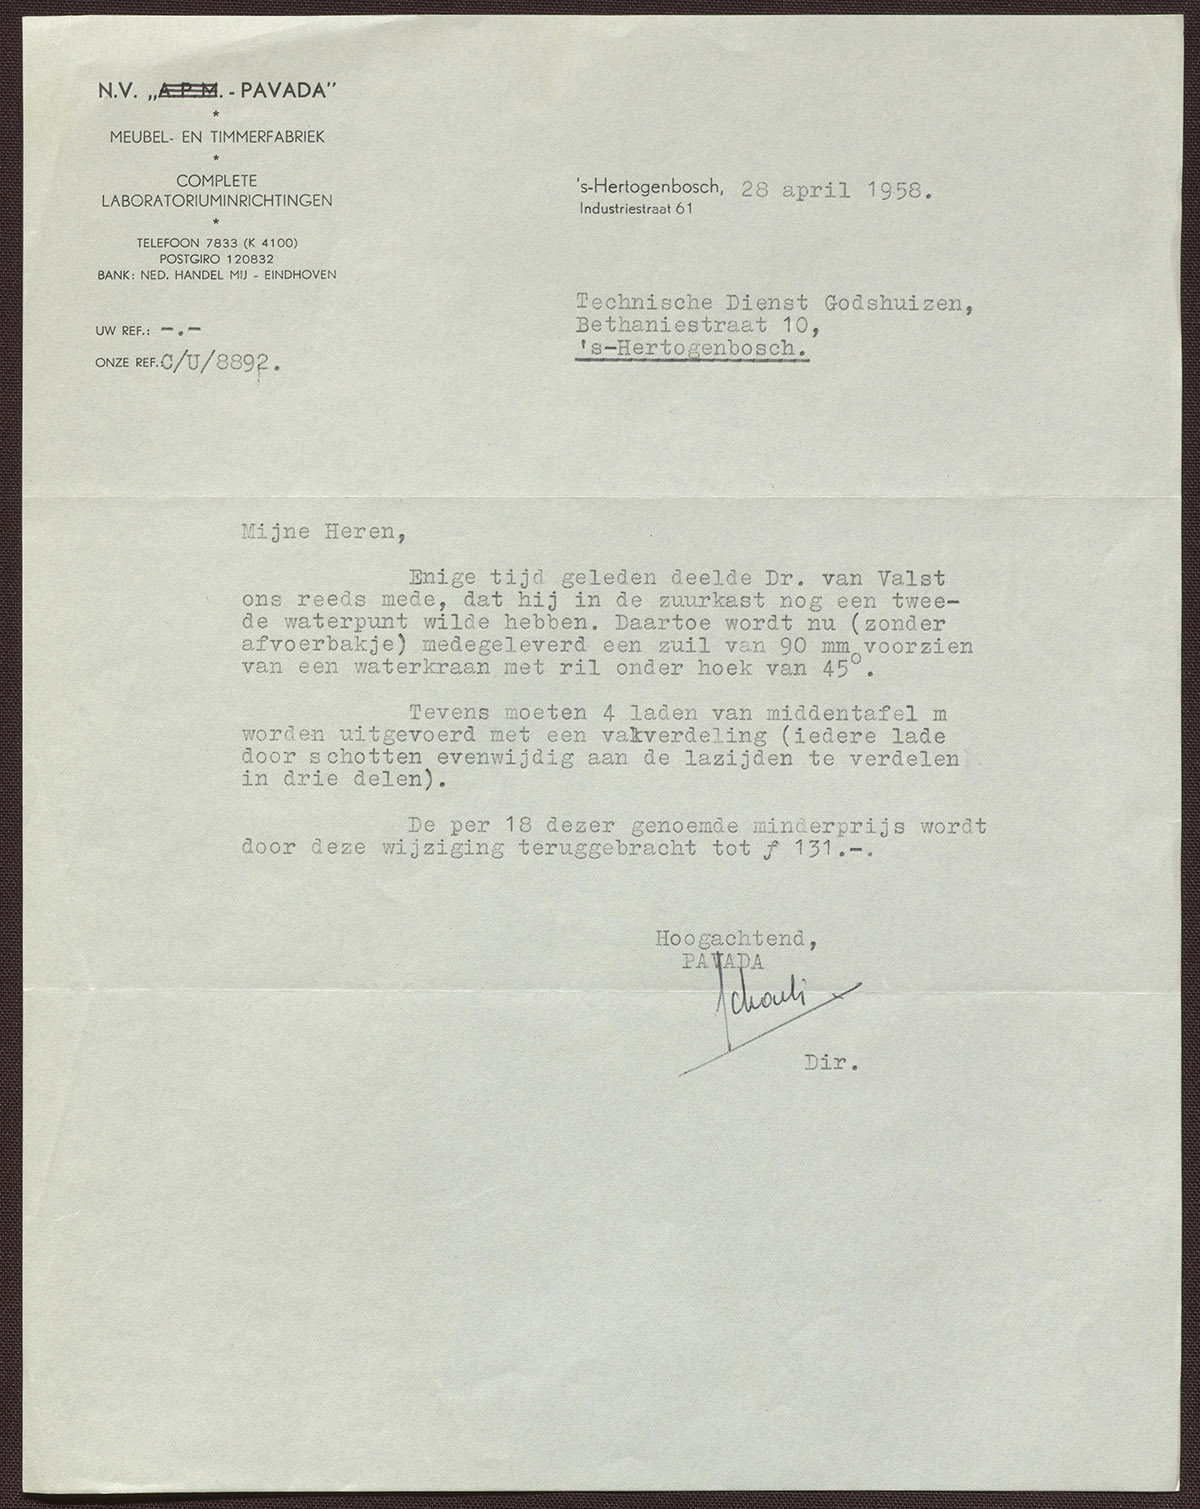 N.V. „A.P.M. - PAVADA"
*
MEUBEL- EN TIMMERFABRIEK
*
COMPLETE
LABORATORIUMINRICHTINGEN
*
TELEFOON 7833 (K 4100)
POSTGIRO 120832
BANK: NED. HANDEL MIJ - EINDHOVEN
UW REF.: -.-
ONZE REF. C/U/8892.
's-Hertogenbosch, 28 april 1958.
Industriestraat 61
Technische Dienst Godshuizen,
Bethaniestraat 10,
's-Hertogenbosch.
Mijne Heren,
Enige tijd geleden deelde Dr. van Valst
ons reeds mede, dat hij in de zuurkast nog een twee-
de waterpunt wilde hebben. Daartoe wordt nu (zonder
afvoerbakje) medegeleverd een zuil van 90 mm voorzien
van een waterkraan met ril onder hoek van 45°.
Tevens moeten 4 laden van middentafel m
worden uitgevoerd met een vakverdeling (iedere lade
door schotten evenwijdig aan de lazijden te verdelen
in drie delen).
De per 18 dezer genoemde minderprijs wordt
door deze wijziging teruggebracht tot ƒ 131.-.
Hoogachtend,
PAVADA
Dir.